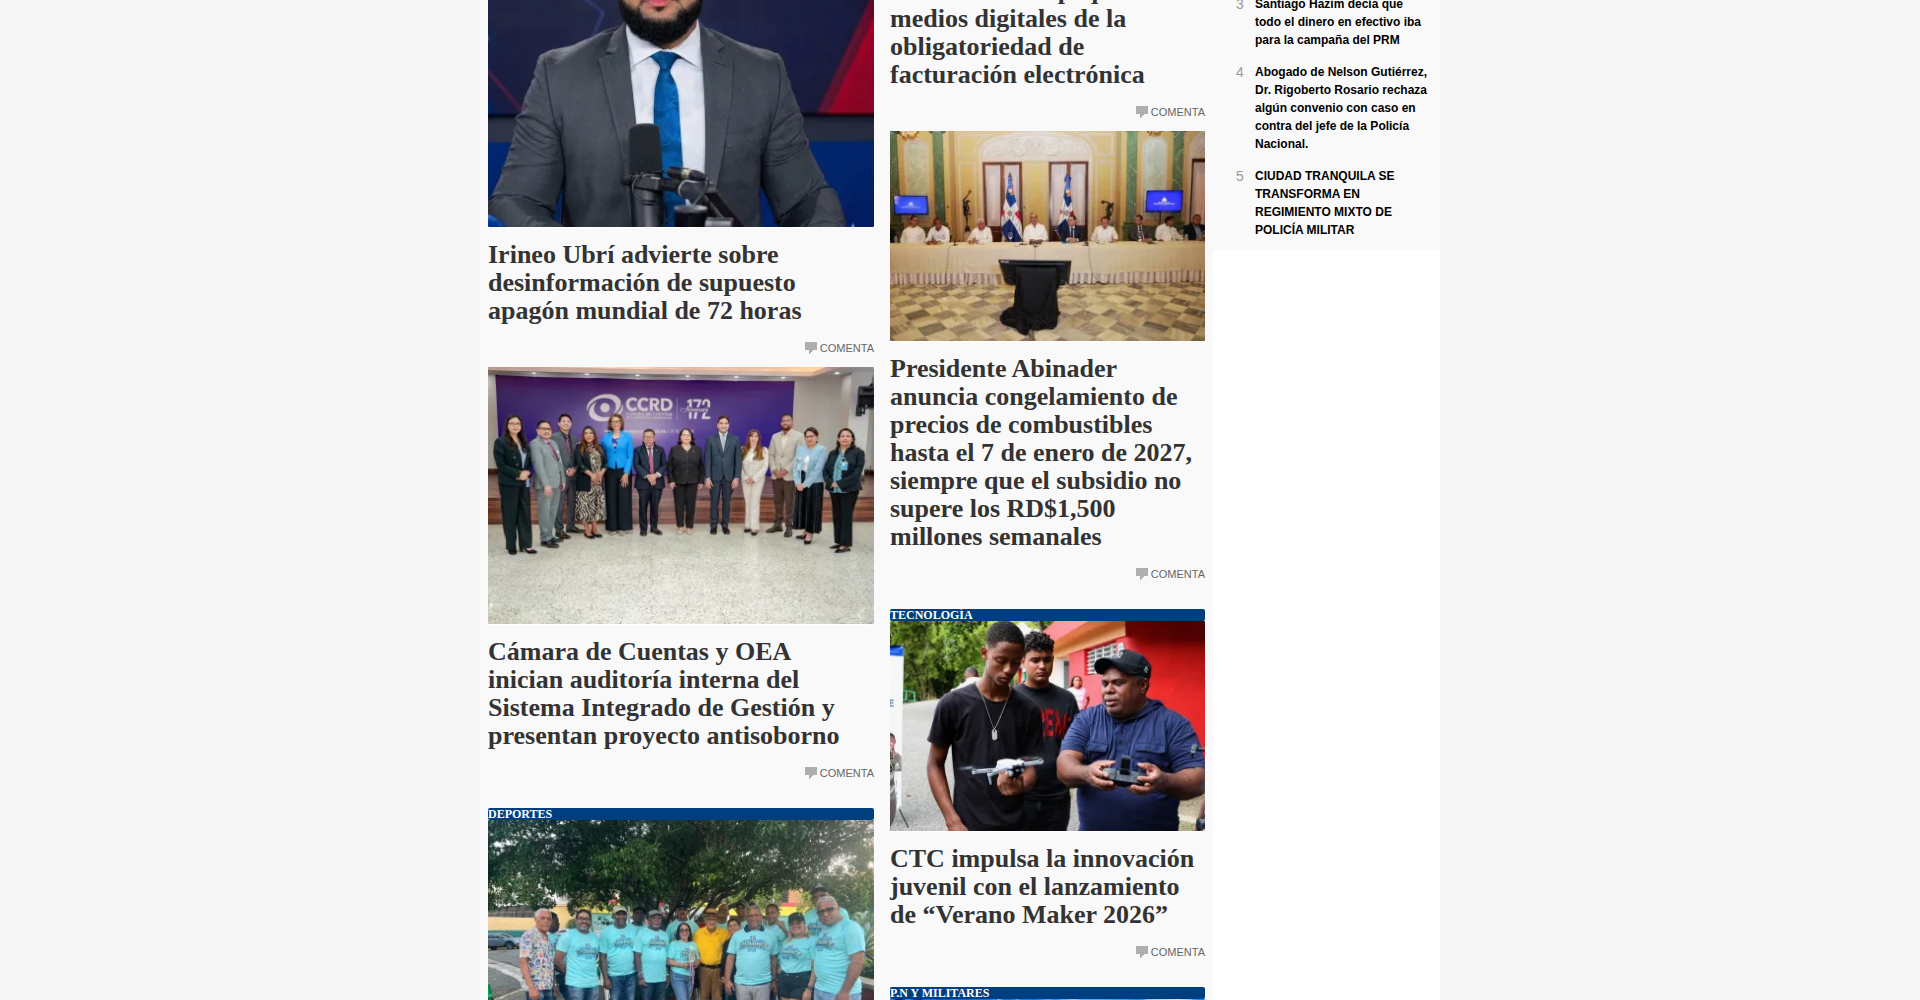 Irineo Ubrí advierte sobre
desinformación de supuesto
apagón mundial de 72 horas
COMENTA
CCRD
172
Cámara de Cuentas y OEA
inician auditoría interna del
Sistema Integrado de Gestión y
presentan proyecto antisoborno
COMENTA
DEPORTES
medios digitales de la
obligatoriedad de
facturación electrónica
COMENTA
Presidente Abinader
anuncia congelamiento de
precios de combustibles
hasta el 7 de enero de 2027,
siempre que el subsidio no
supere los RD$1,500
millones semanales
COMENTA
TECNOLOGÍA
CTC impulsa la innovación
juvenil con el lanzamiento
de “Verano Maker 2026”
COMENTA
P.N Y MILITARES
3 Santiago Hazim decía que
todo el dinero en efectivo iba
para la campaña del PRM
4 Abogado de Nelson Gutiérrez,
Dr. Rigoberto Rosario rechaza
algún convenio con caso en
contra del jefe de la Policía
Nacional.
5 CIUDAD TRANQUILA SE
TRANSFORMA EN
REGIMIENTO MIXTO DE
POLICÍA MILITAR